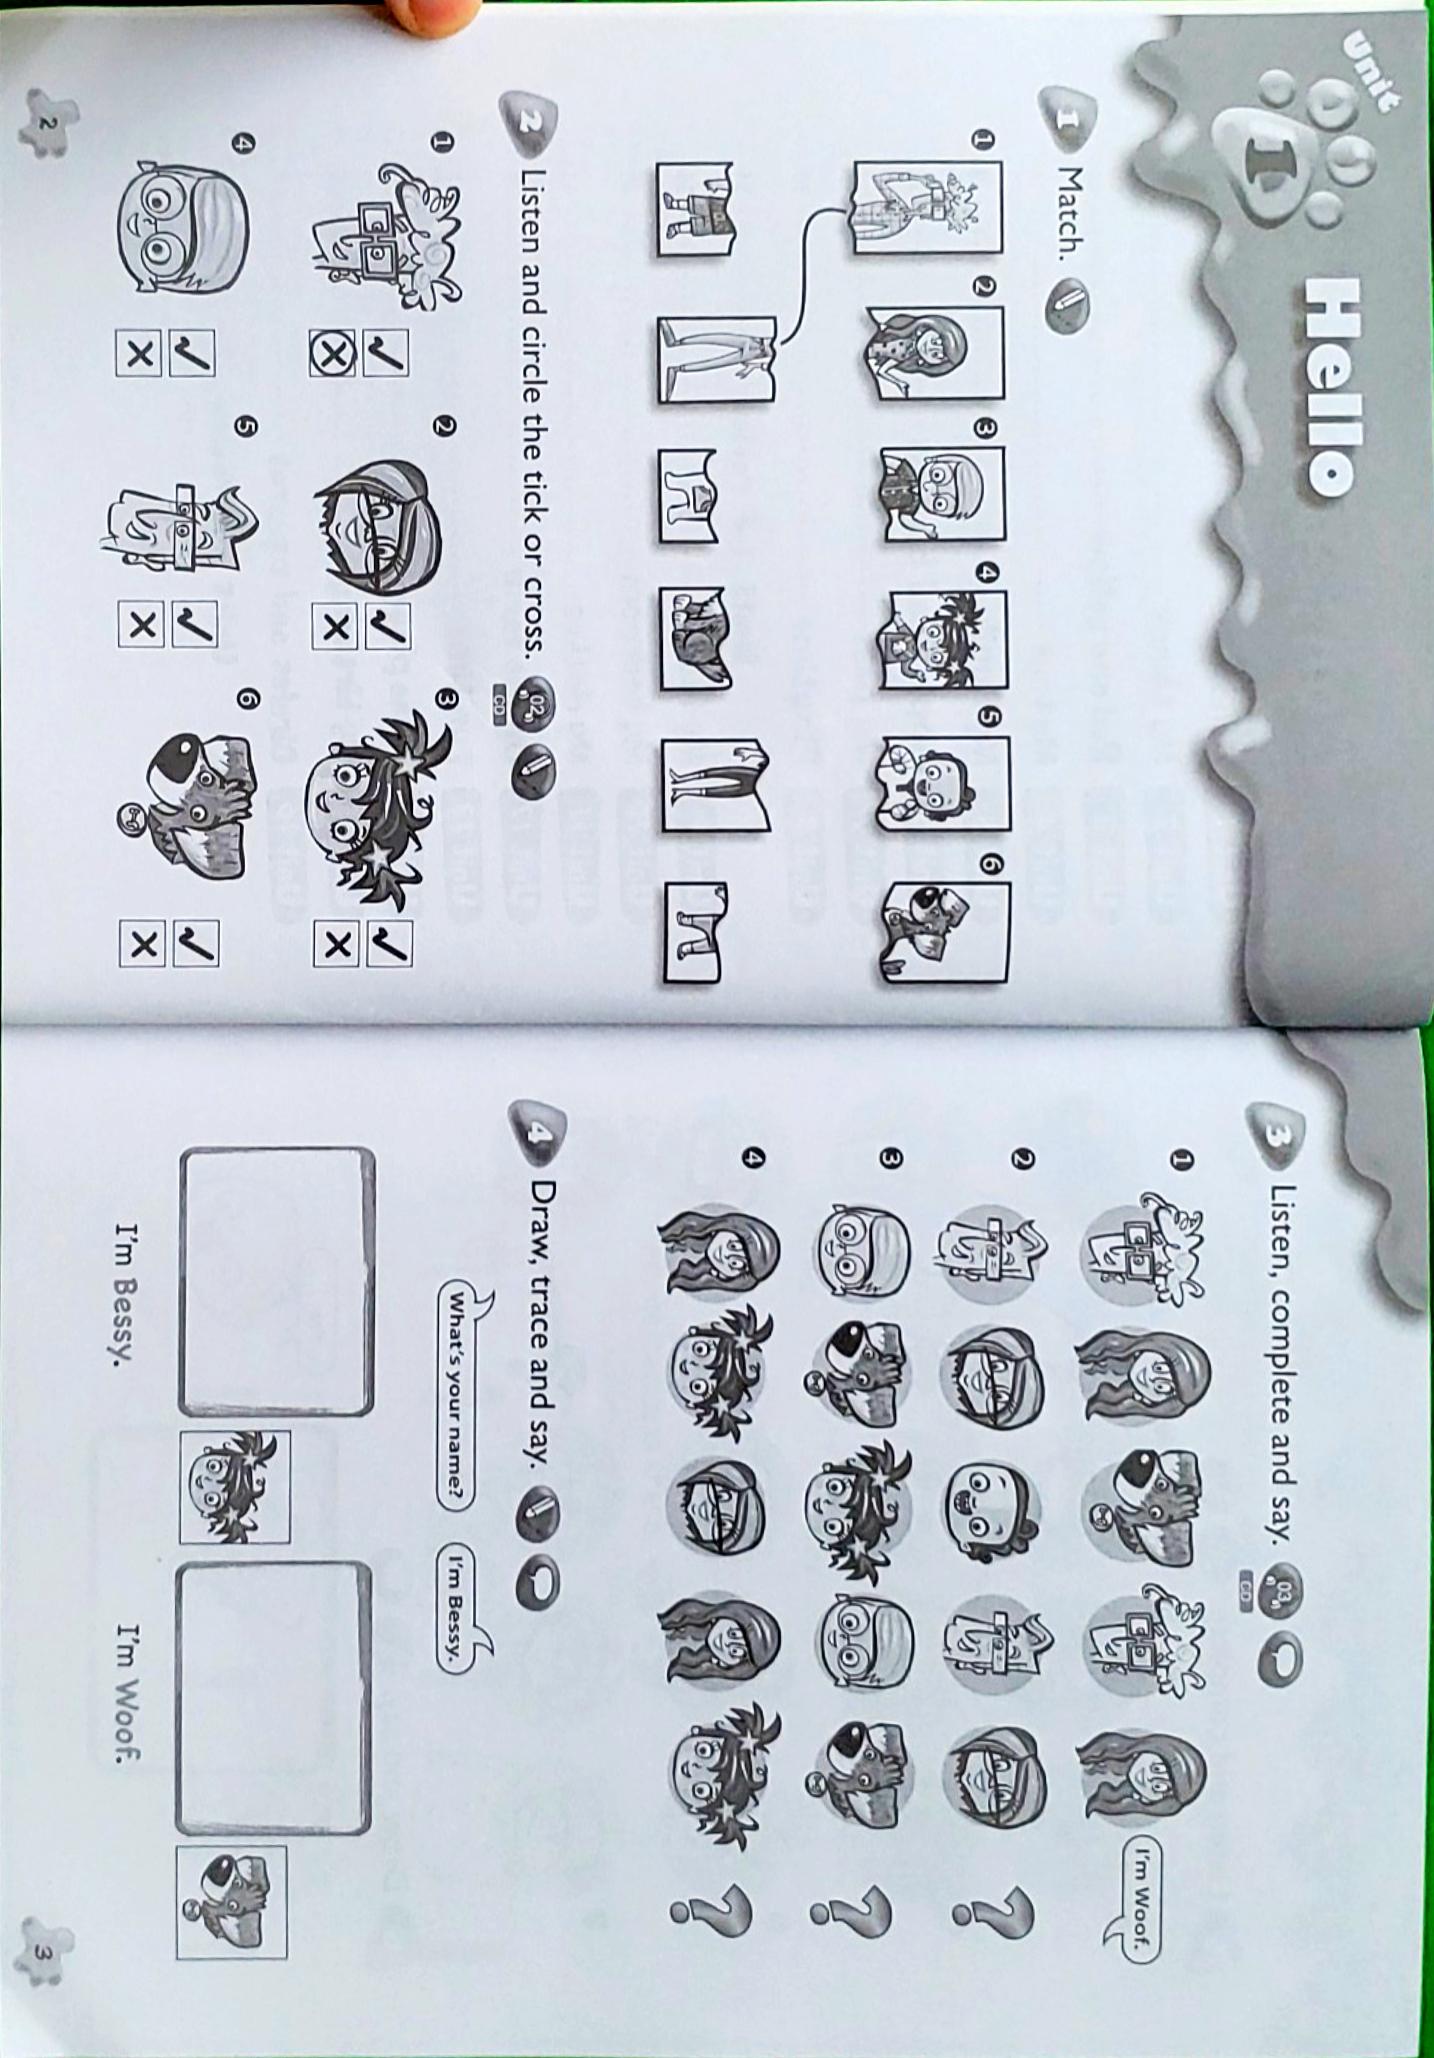 Unit
1
Hello
1 Match.
1 2 3 4 5 6
2 Listen and circle the tick or cross. 02
CD
1 2 3
4 5 6
2
3 Listen, complete and say. 03
CD
1 I'm Woof.
2 ?
3 ?
4 ?
4 Draw, trace and say.
What's your name? I'm Bessy.
I'm Bessy. I'm Woof.
3